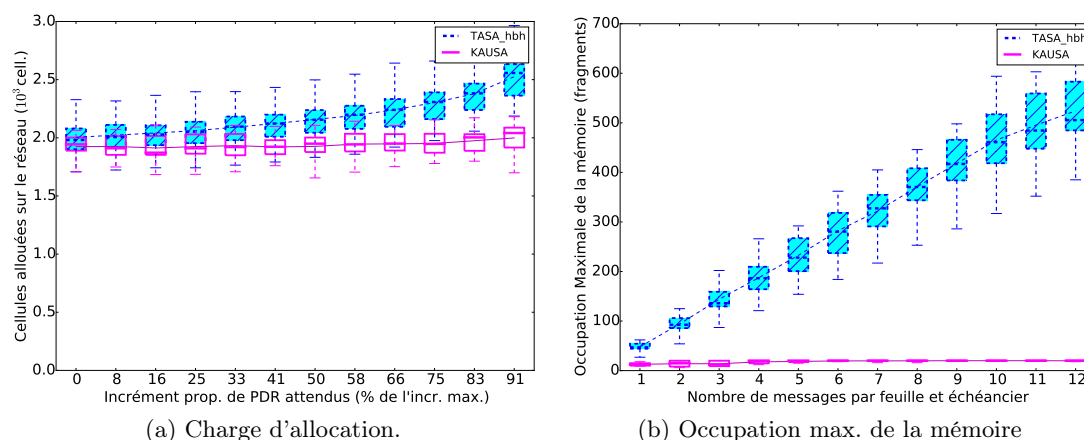 3.0
2.5
2.0
1.5
1.0
0.5
0.0
Cellules allouées sur le réseau (10³ cell.)
TASA_hbh
KAUSA
0 8 16 25 33 41 50 58 66 75 83 91
Incrément prop. de PDR attendus (% de l'incr. max.)
(a) Charge d'allocation.
700
600
500
400
300
200
100
0
Occupation Maximale de la mémoire (fragments)
TASA_hbh
KAUSA
1 2 3 4 5 6 7 8 9 10 11 12
Nombre de messages par feuille et échéancier
(b) Occupation max. de la mémoire